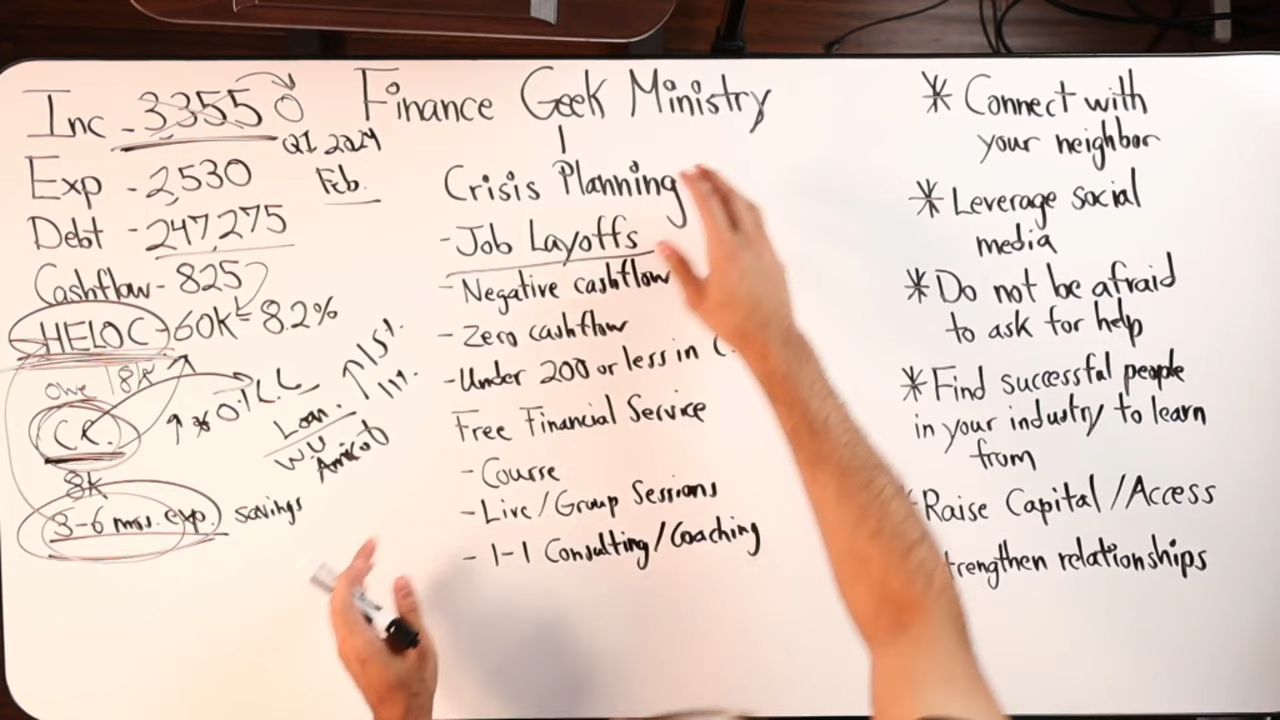 Inc - 3355 0
Q1 2024
Feb.
Exp - 2,530
Debt - 247,275
Cashflow - 825
HELOC - 60K - 8.2%
Owe 18K
C.R.
8K
3-6 mos. exp. savings
0% C
Loan. 15%
11%
WU
Finance Geek Ministry
Crisis Planning
- Job Layoffs
- Negative cashflow
- Zero cashflow
- Under 200 or less in C
Free Financial Service
- Course
- Live/Group Sessions
- 1-1 Consulting/Coaching
* Connect with
your neighbor
* Leverage social
media
* Do not be afraid
to ask for help
* Find successful people
in your industry to learn
from
Raise Capital/Access
trengthen relationships